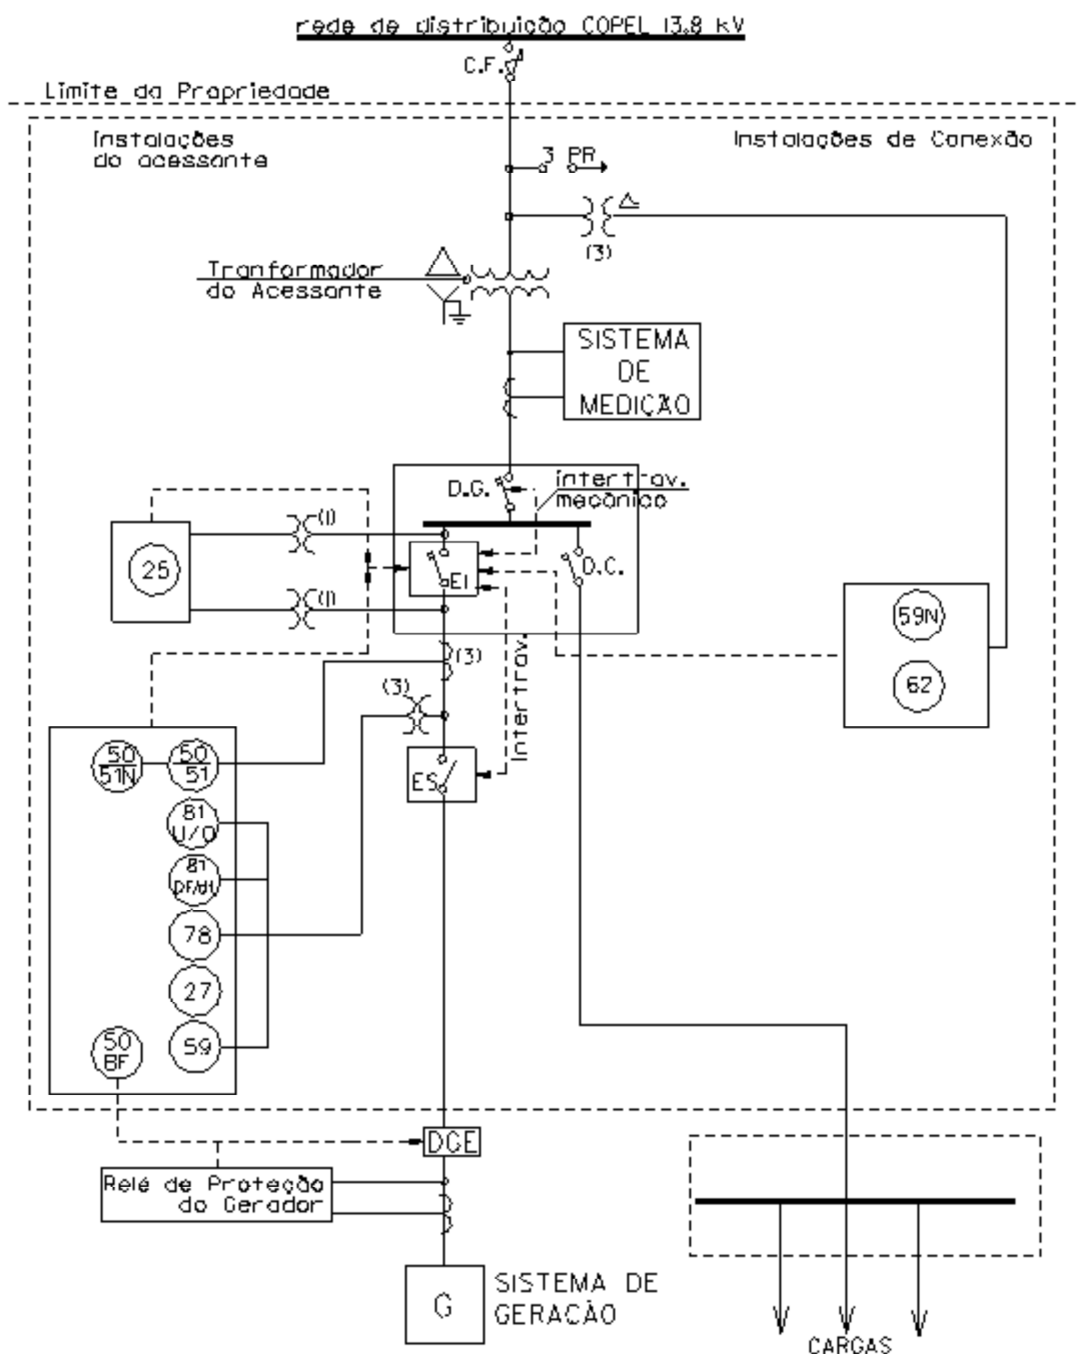 rede de distribuição COPEL 13.8 kV
C.F.
Limite da Propriedade
Instalações
do acessante
Instalações de Conexão
3 PR
(3)
Tranformador
do Acessante
SISTEMA
DE
MEDIÇÃO
D.G.
intertrav.
mecânico
(1)
25
EI
D.C.
(1)
59N
(3)
Intertrav.
62
(3)
50
51N
50
51
ES
81
U/O
81
78
27
59
50
BF
DGE
Relé de Proteção
do Gerador
G
SISTEMA DE
GERAÇÃO
CARGAS